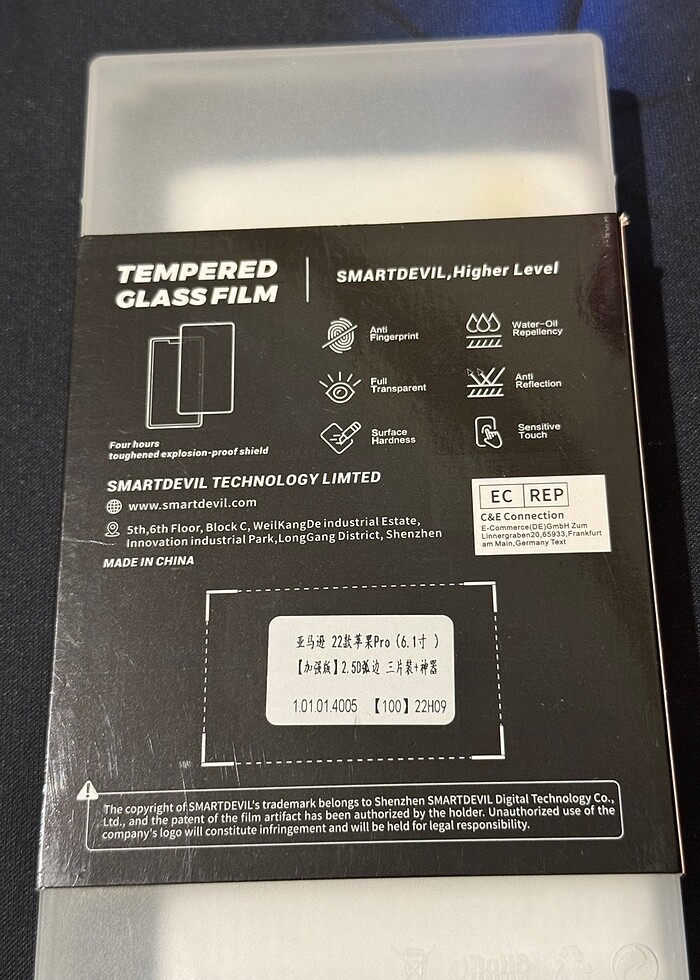 TEMPERED
GLASS FILM
SMARTDEVIL,Higher Level
Anti
Fingerprint
Water-Oil
Repellency
Full
Transparent
Anti
Reflection
Surface
Hardness
Sensitive
Touch
Four hours
toughened explosion-proof shield
SMARTDEVIL TECHNOLOGY LIMTED
www.smartdevil.com
5th,6th Floor, Block C, WeilKangDe industrial Estate,
Innovation industrial Park,LongGang District, Shenzhen
MADE IN CHINA
EC REP
C&E Connection
E-Commerce(DE)GmbH Zum
Linnergraben20,65933,Frankfurt
am Main,Germany Text
亚马逊 22款苹果Pro (6.1寸 )
【加强版】2.5D弧边 三片装+神器
1.01.01.4005 【100】22H09
The copyright of SMARTDEVIL's trademark belongs to Shenzhen SMARTDEVIL Digital Technology Co.,
Ltd., and the patent of the film artifact has been authorized by the holder. Unauthorized use of the
company's logo will constitute infringement and will be held for legal responsibility.